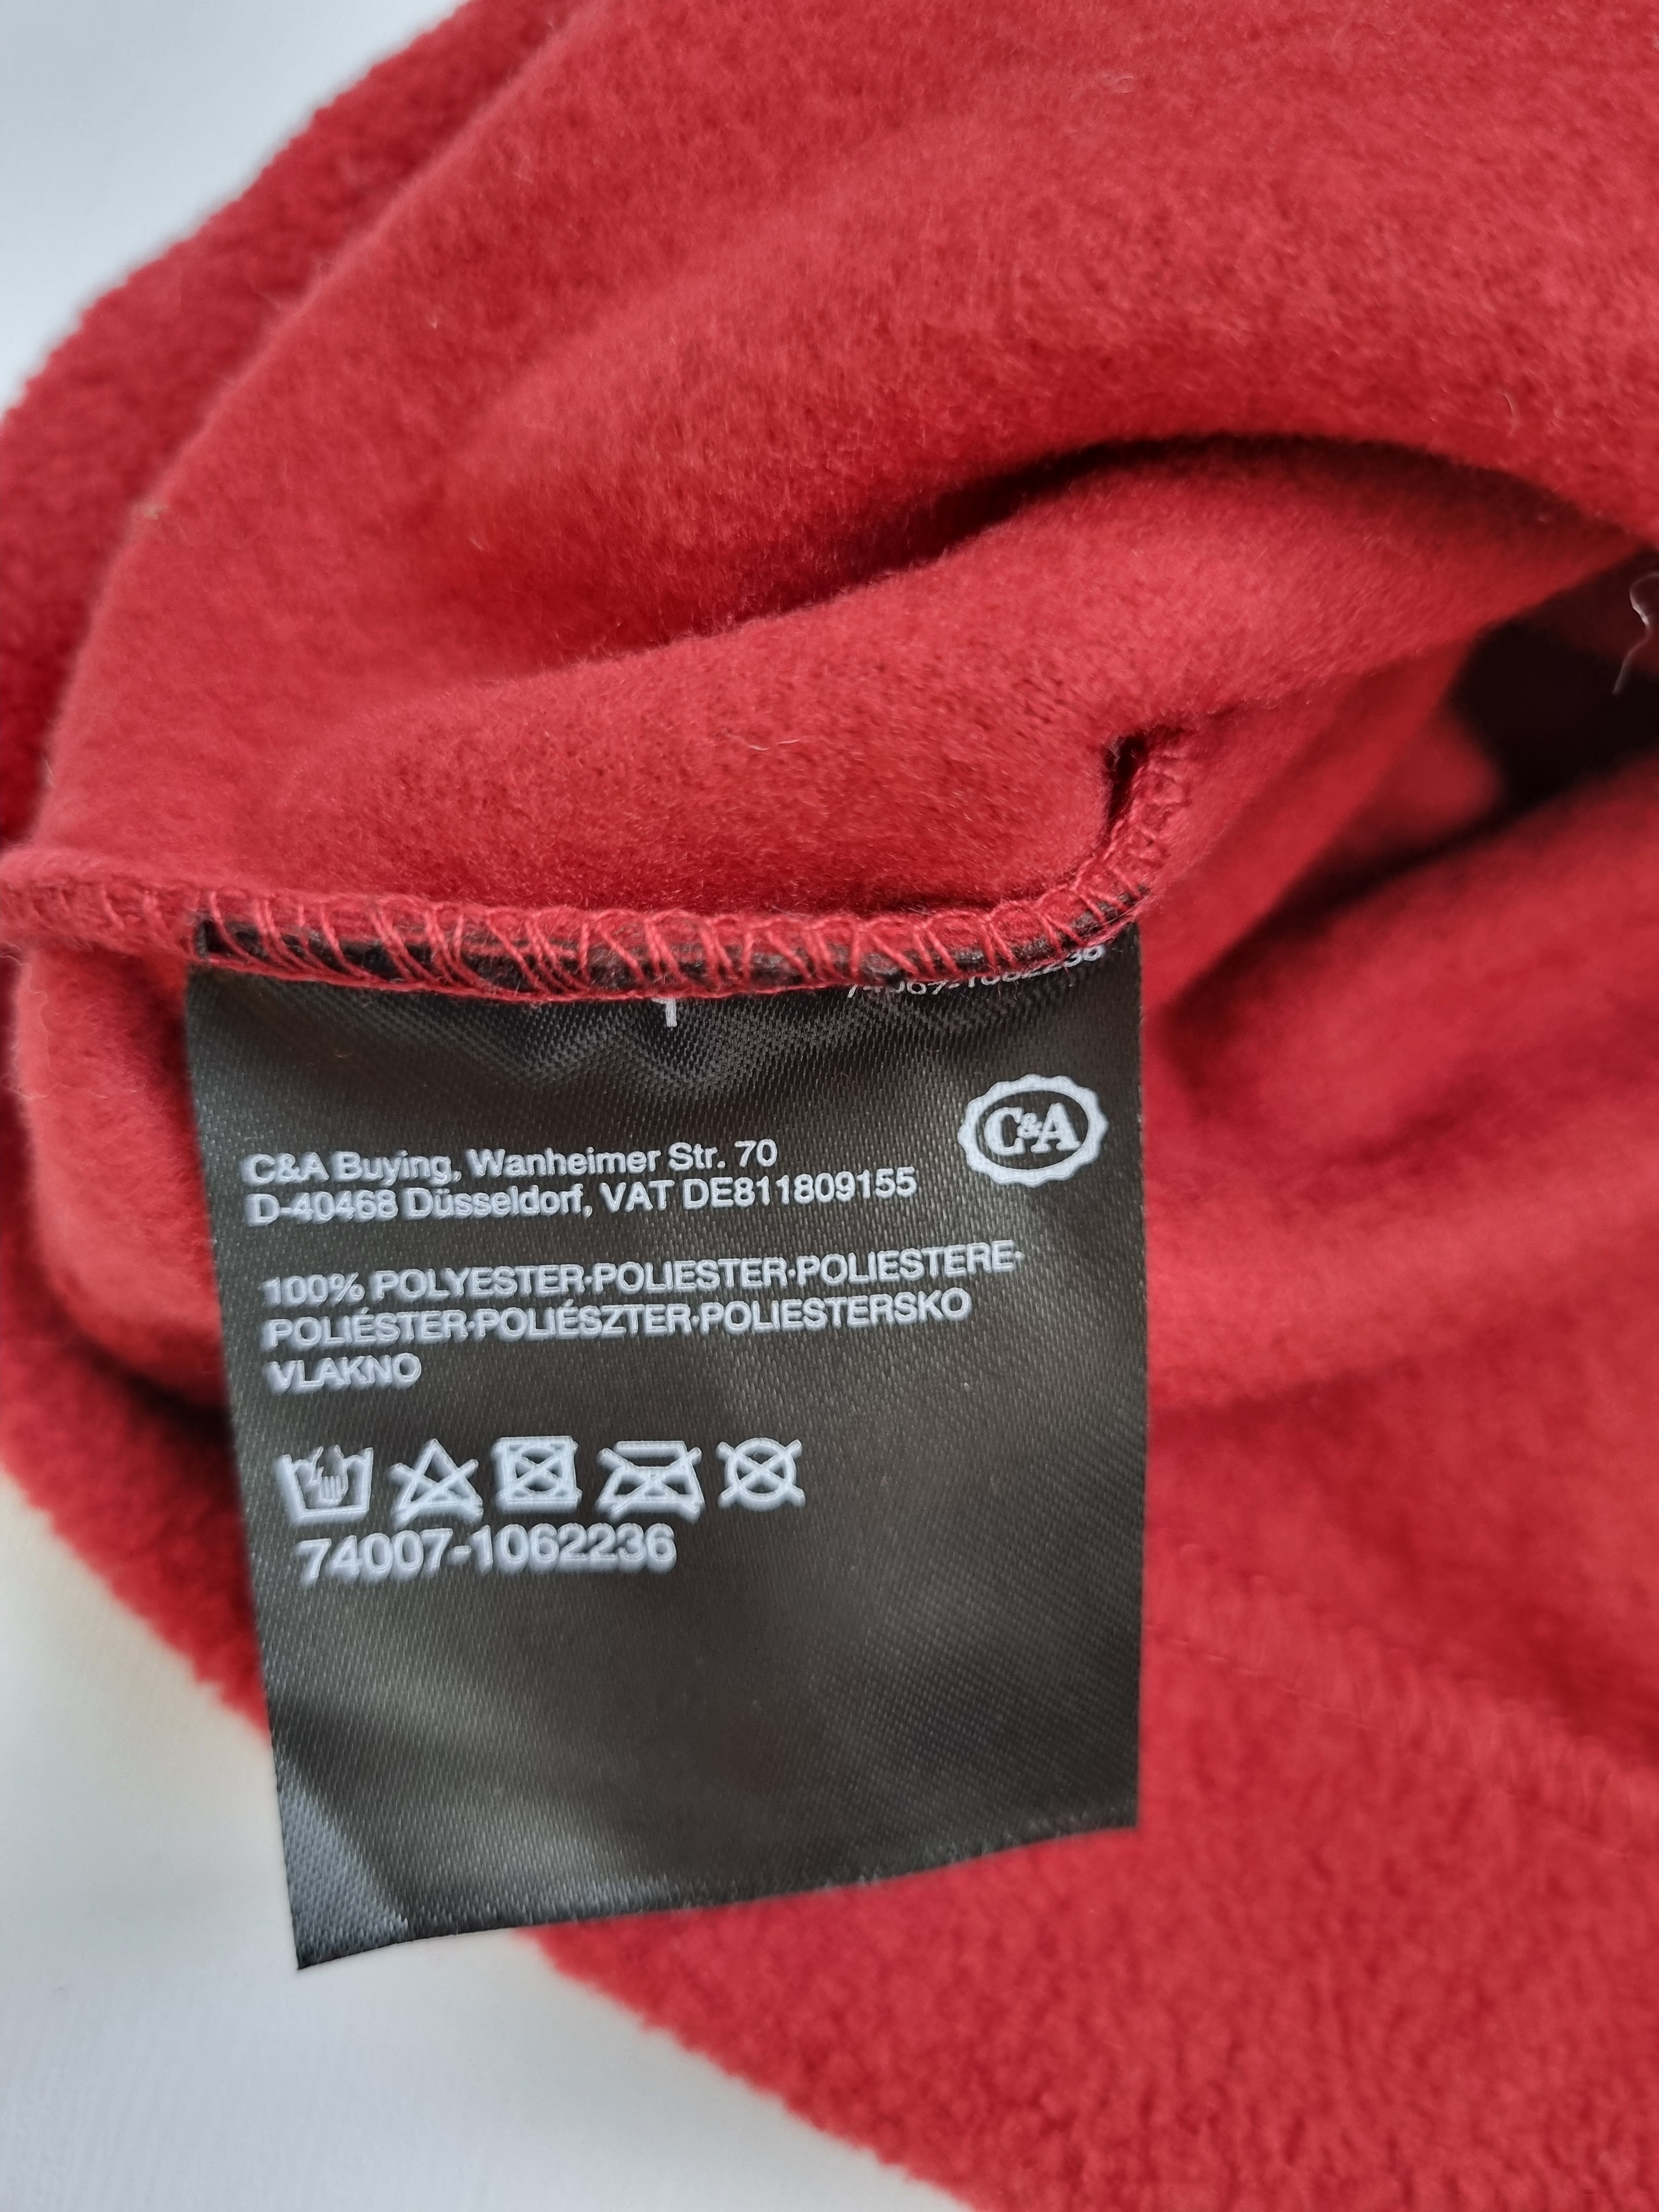 C&A
C&A Buying, Wanheimer Str. 70
D-40468 Düsseldorf, VAT DE811809155
100% POLYESTER·POLIESTER·POLIESTERE·
POLIÉSTER·POLIÉSZTER·POLIESTERSKO
VLAKNO
74007-1062236